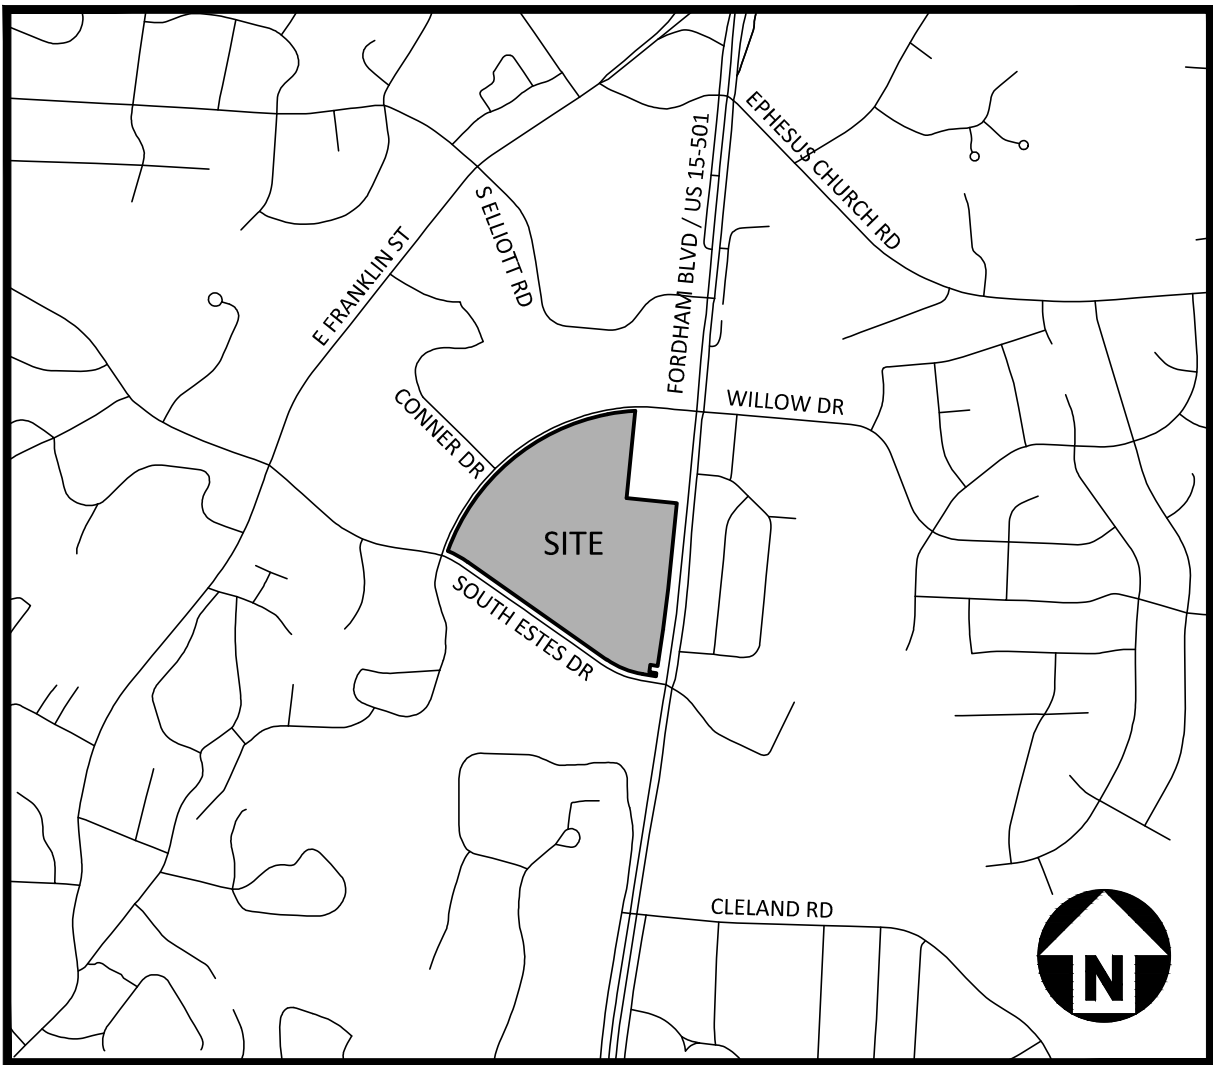 EPHESUS CHURCH RD
FORDHAM BLVD / US 15-501
S ELLIOTT RD
E FRANKLIN ST
CONNER DR
WILLOW DR
SITE
SOUTH ESTES DR
CLELAND RD
N